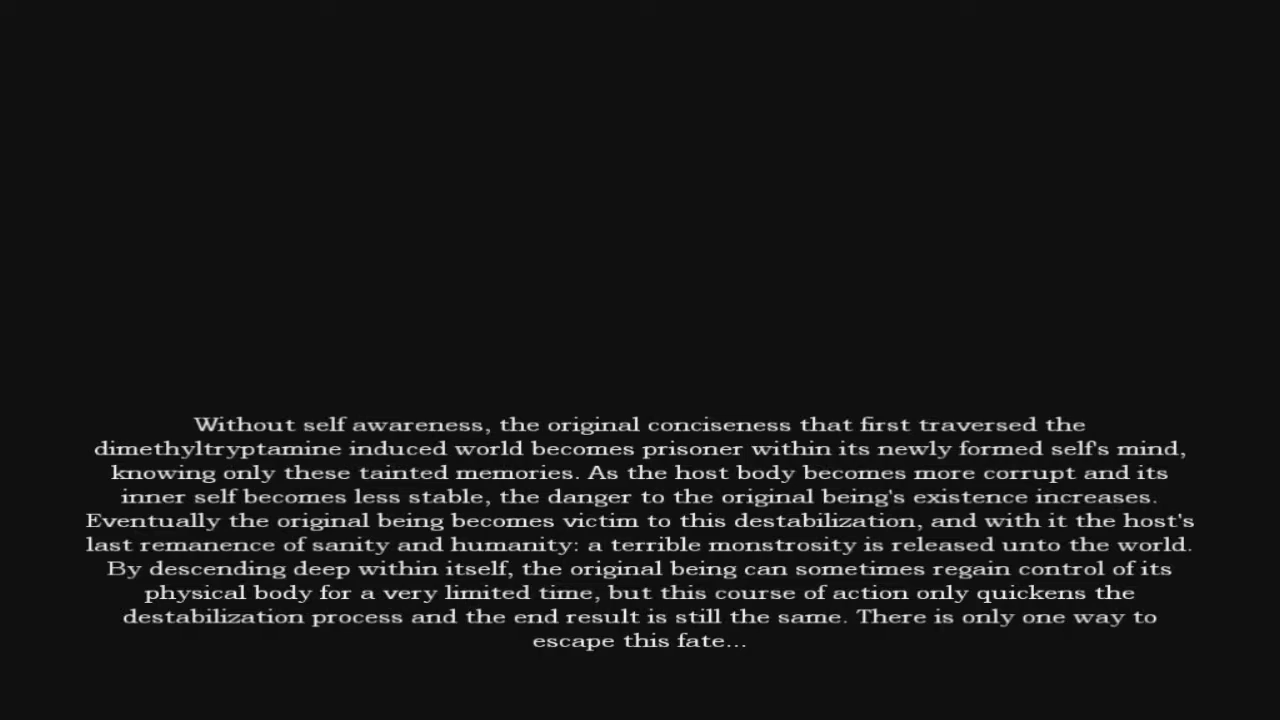 Without self awareness, the original conciseness that first traversed the
dimethyltryptamine induced world becomes prisoner within its newly formed self's mind,
knowing only these tainted memories. As the host body becomes more corrupt and its
inner self becomes less stable, the danger to the original being's existence increases.
Eventually the original being becomes victim to this destabilization, and with it the host's
last remanence of sanity and humanity: a terrible monstrosity is released unto the world.
By descending deep within itself, the original being can sometimes regain control of its
physical body for a very limited time, but this course of action only quickens the
destabilization process and the end result is still the same. There is only one way to
escape this fate...